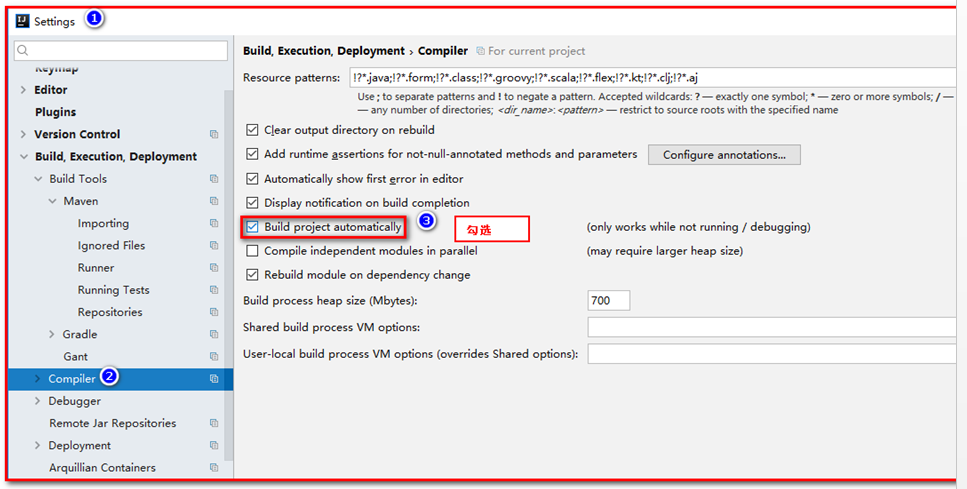 Settings 1
Keymap
Editor
Plugins
Version Control
Build, Execution, Deployment
Build Tools
Maven
Importing
Ignored Files
Runner
Running Tests
Repositories
Gradle
Gant
Compiler 2
Debugger
Remote Jar Repositories
Deployment
Arquillian Containers
Build, Execution, Deployment › Compiler For current project
Resource patterns: !?*.java;!?*.form;!?*.class;!?*.groovy;!?*.scala;!?*.flex;!?*.kt;!?*.clj;!?*.aj
Use ; to separate patterns and ! to negate a pattern. Accepted wildcards: ? — exactly one symbol; * — zero or more symbols; / —
— any number of directories; <dir_name>:<pattern> — restrict to source roots with the specified name
Clear output directory on rebuild
Add runtime assertions for not-null-annotated methods and parameters Configure annotations...
Automatically show first error in editor
Display notification on build completion
Build project automatically 3 勾选 (only works while not running / debugging)
Compile independent modules in parallel (may require larger heap size)
Rebuild module on dependency change
Build process heap size (Mbytes): 700
Shared build process VM options:
User-local build process VM options (overrides Shared options):